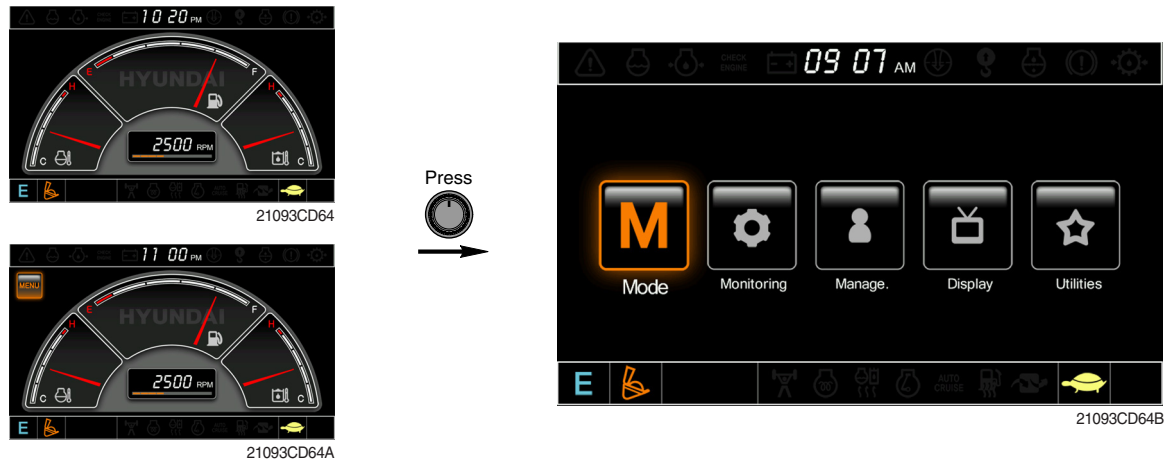 10 20 PM
E
F
HYUNDAI
H
H
2500 RPM
C
C
E
21093CD64
11 00 PM
MENU
E
F
HYUNDAI
H
H
2500 RPM
C
C
E
21093CD64A
Press
CHECK
ENGINE
09 07 AM
M
Mode
Monitoring
Manage.
Display
Utilities
E
AUTO
CRUISE
21093CD64B